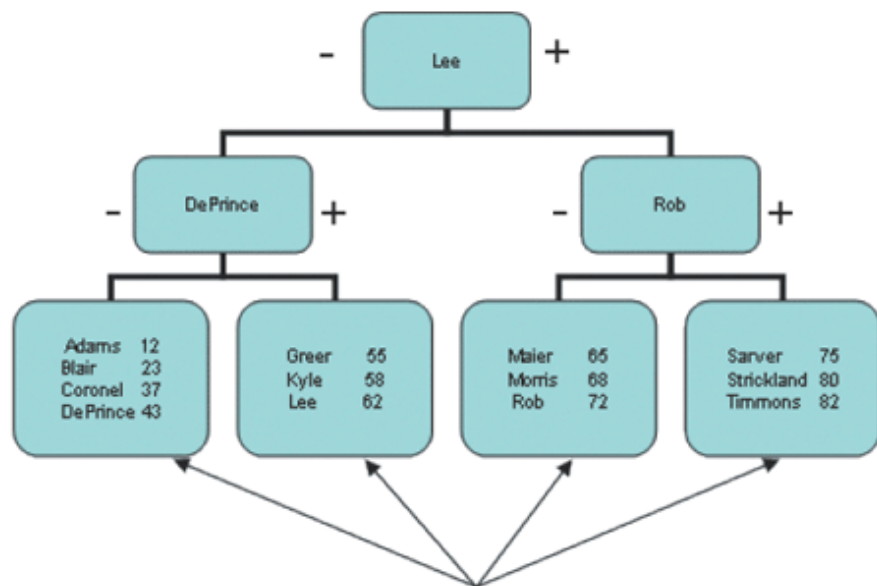 - Lee +
- DePrince +
- Rob +
Adams 12
Blair 23
Coronel 37
DePrince 43
Greer 55
Kyle 58
Lee 62
Maier 65
Morris 68
Rob 72
Sarver 75
Strickland 80
Timmons 82